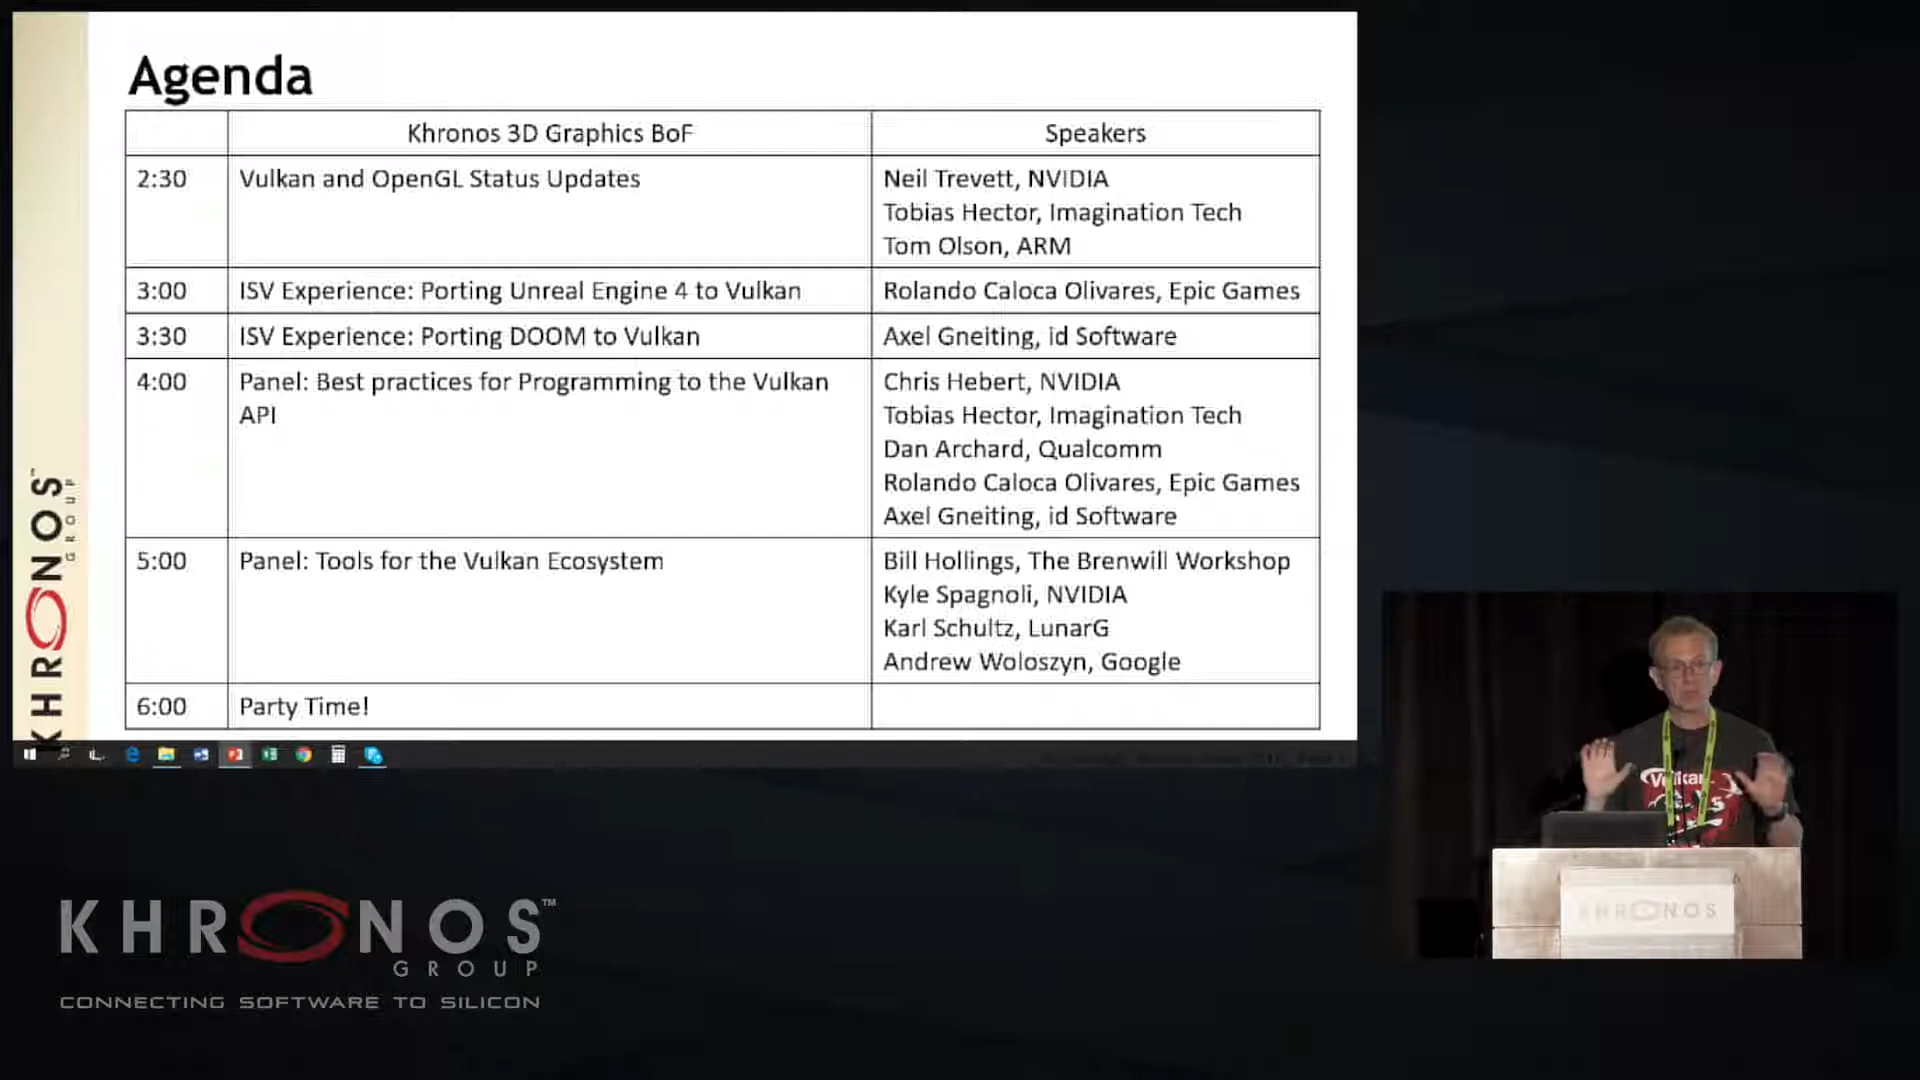 Agenda
Khronos 3D Graphics BoF
Speakers
2:30
Vulkan and OpenGL Status Updates
Neil Trevett, NVIDIA
Tobias Hector, Imagination Tech
Tom Olson, ARM
3:00
ISV Experience: Porting Unreal Engine 4 to Vulkan
Rolando Caloca Olivares, Epic Games
3:30
ISV Experience: Porting DOOM to Vulkan
Axel Gneiting, id Software
4:00
Panel: Best practices for Programming to the Vulkan
API
Chris Hebert, NVIDIA
Tobias Hector, Imagination Tech
Dan Archard, Qualcomm
Rolando Caloca Olivares, Epic Games
Axel Gneiting, id Software
5:00
Panel: Tools for the Vulkan Ecosystem
Bill Hollings, The Brenwill Workshop
Kyle Spagnoli, NVIDIA
Karl Schultz, LunarG
Andrew Woloszyn, Google
6:00
Party Time!
KHRONOS™
GROUP
Vulkan
KHRONOS
KHRONOS™
GROUP
CONNECTING SOFTWARE TO SILICON